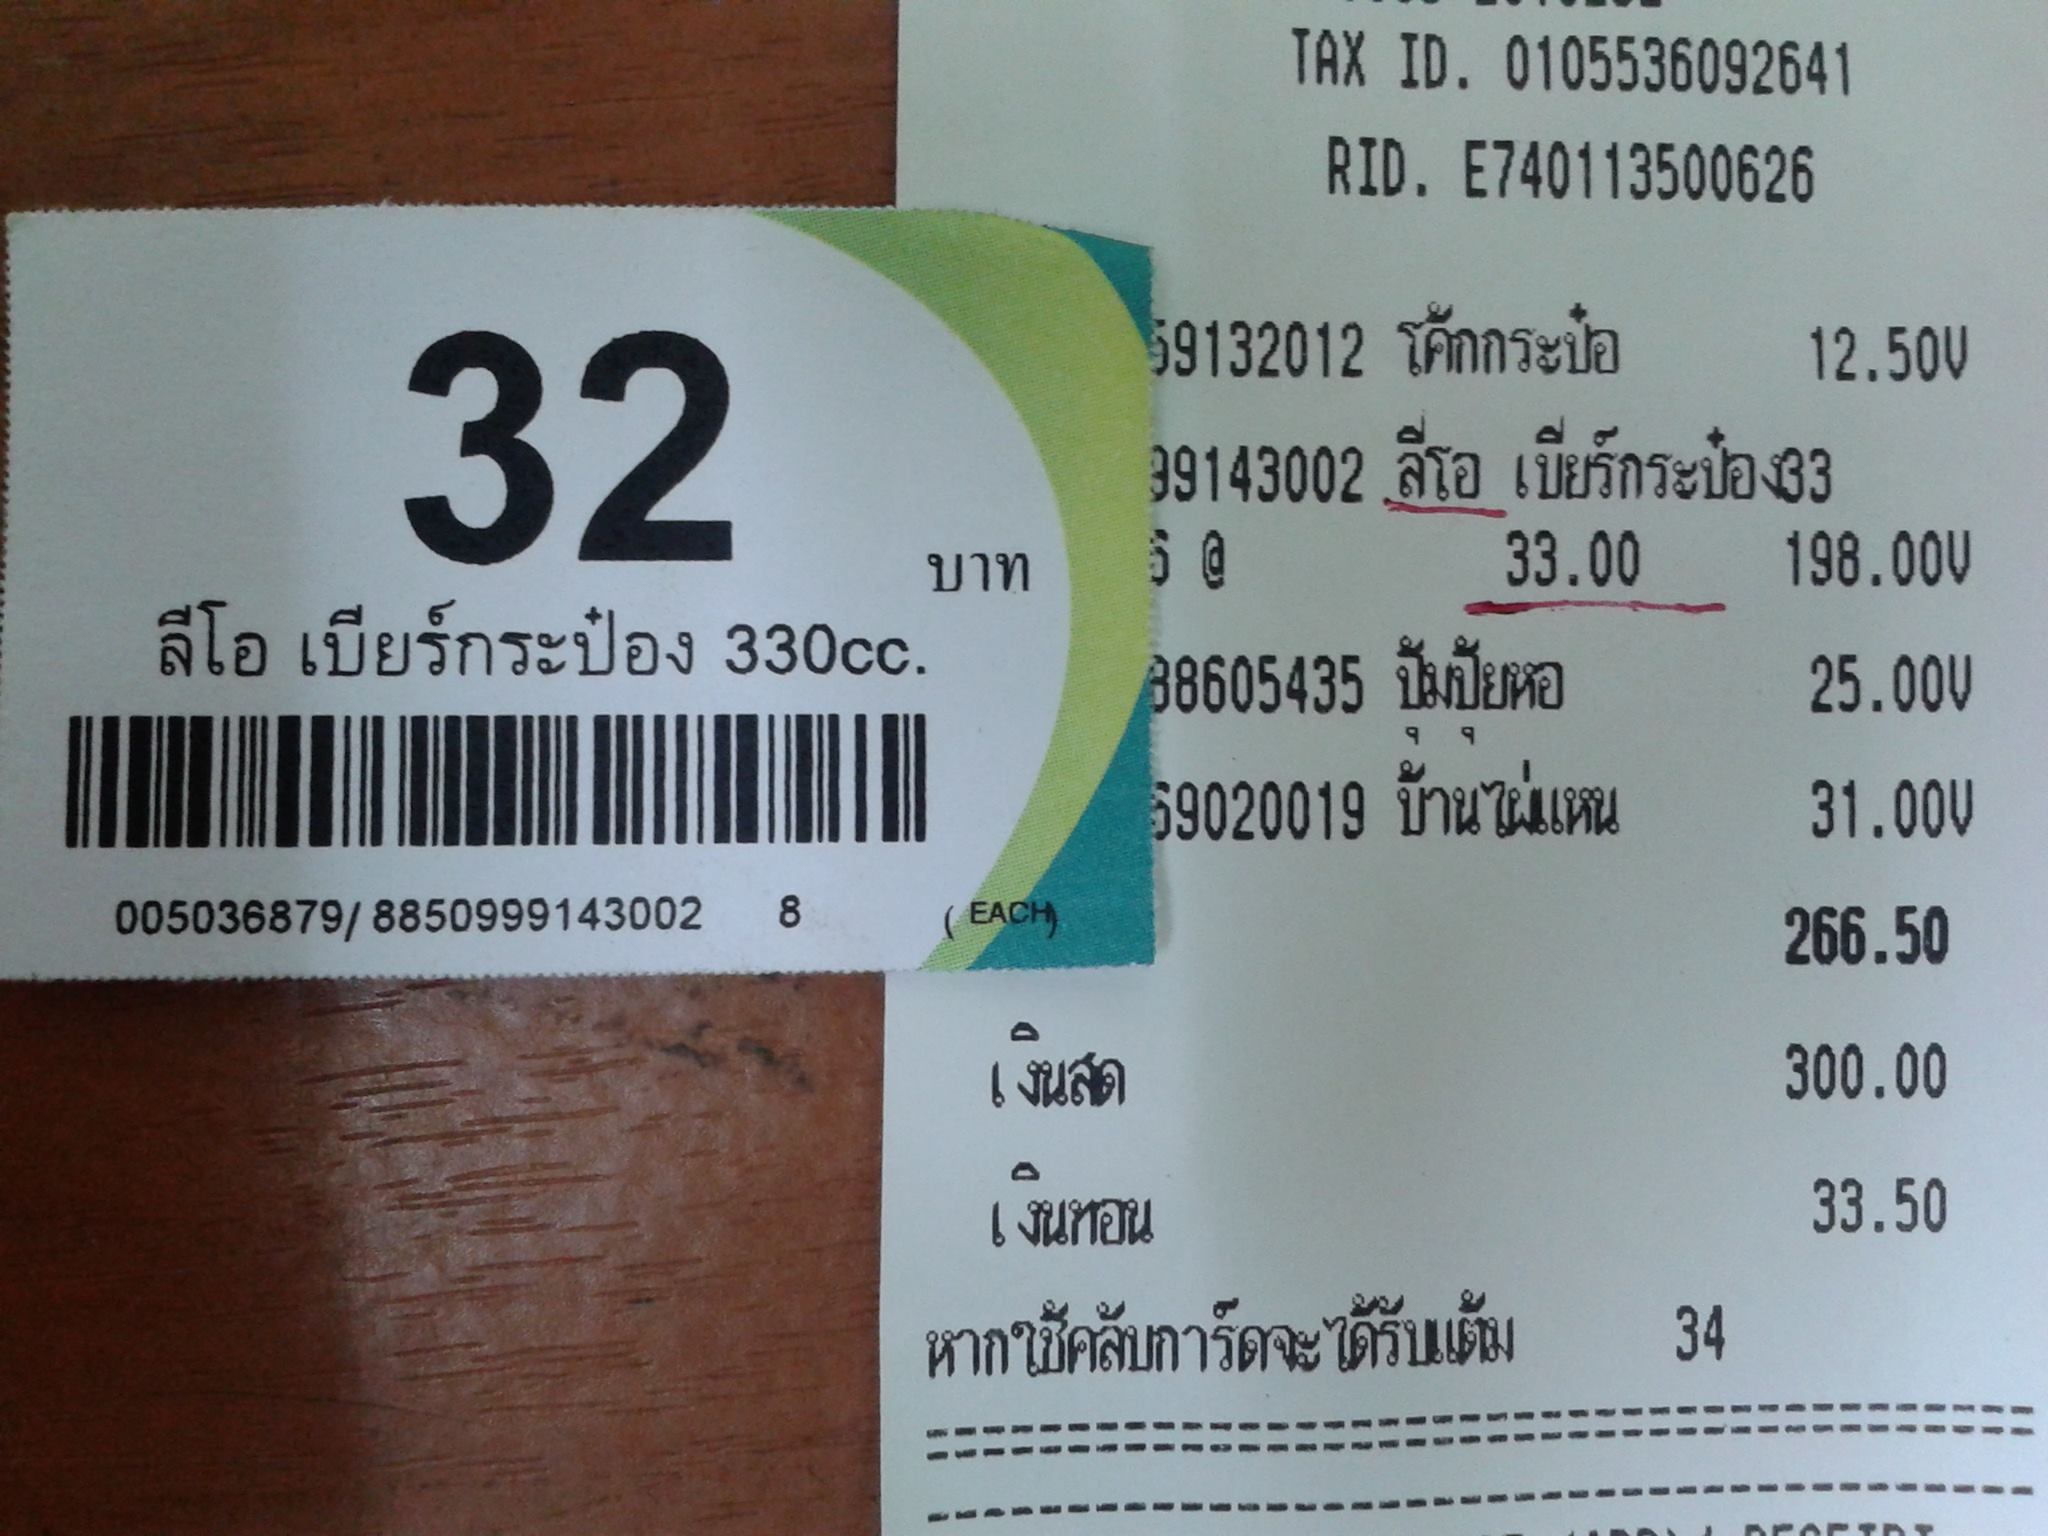 TAX ID. 0105536092641
RID. E740113500626
32
บาท
ลีโอ เบียร์กระป๋อง 330cc.
005036879/ 8850999143002 8 ( EACH)
59132012 โค้กกระป๋อ 12.50V
99143002 ลีโอ เบียร์กระป๋อง33
6 @ 33.00 198.00V
88605435 ปุ้มปุ้ยหอ 25.00V
69020019 บ้านไผ่แหน 31.00V
266.50
เงินสด 300.00
เงินทอน 33.50
หากใช้คลับการ์ดจะได้รับแต้ม 34